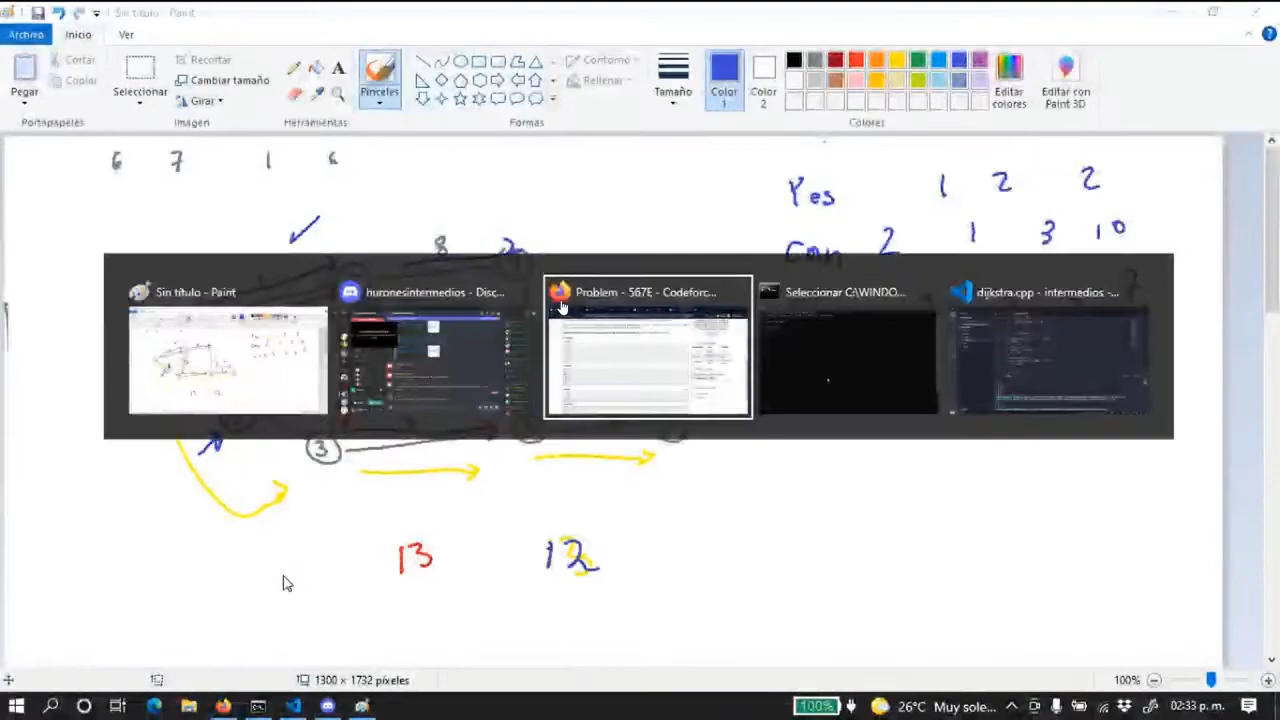 Sin título - Paint
Archivo Inicio Ver
Pegar
Cortar
Copiar
Portapapeles
Seleccionar
Recortar
Cambiar tamaño
Girar
Imagen
A
Herramientas
Pinceles
Contorno
Rellenar
Formas
Tamaño
Color 1
Color 2
Editar colores
Editar con Paint 3D
Colores
6 7 1 6
Yes 1 2 2
Can 2 1 3 10
8
Sin título - Paint
huronesintermedios - Disc...
Problem - 567E - Codeforc...
Seleccionar C:\WINDO...
dijkstra.cpp - intermedios -...
3
13 12
1300 × 1732 píxeles
100%
100%
26°C Muy sole...
02:33 p. m.